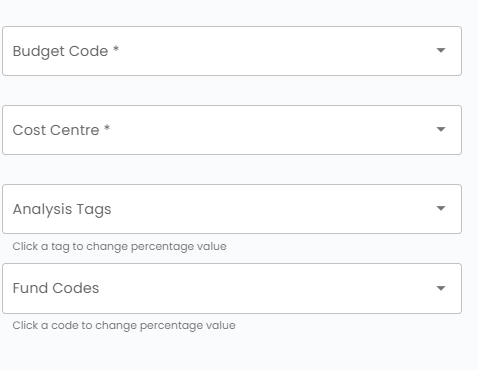 Budget Code *
Cost Centre *
Analysis Tags
Click a tag to change percentage value
Fund Codes
Click a code to change percentage value